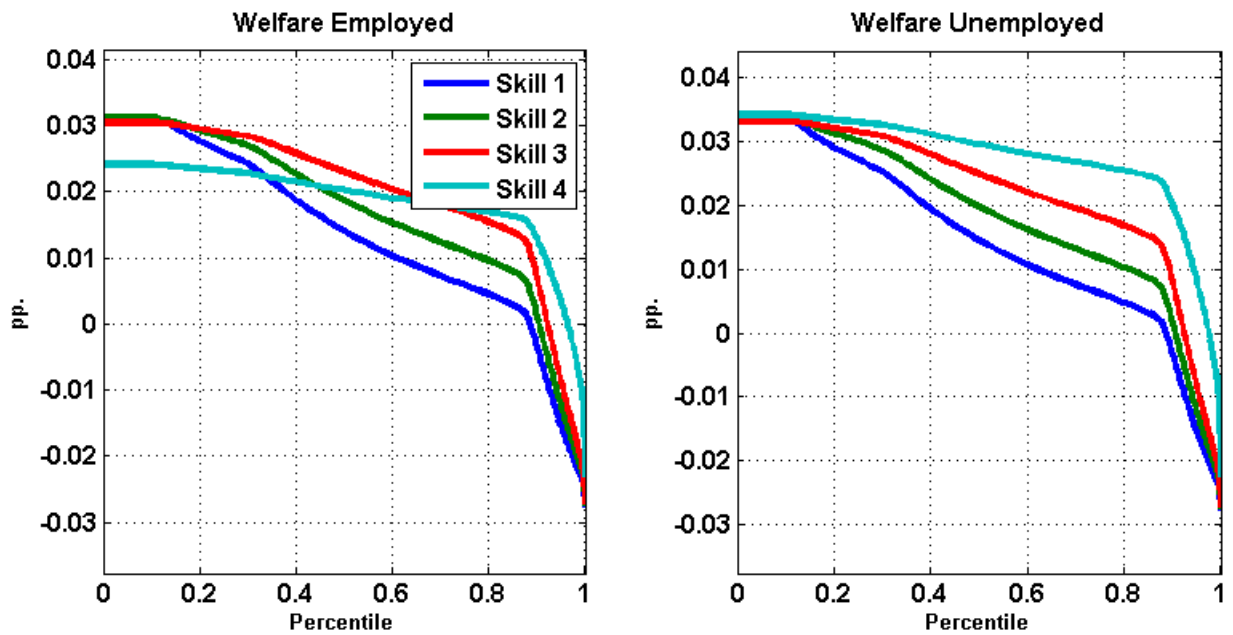 Welfare Employed
0.04
0.03
0.02
0.01
0
-0.01
-0.02
-0.03
pp.
0 0.2 0.4 0.6 0.8 1
Percentile
Skill 1
Skill 2
Skill 3
Skill 4
Welfare Unemployed
0.04
0.03
0.02
0.01
0
-0.01
-0.02
-0.03
pp.
0 0.2 0.4 0.6 0.8 1
Percentile